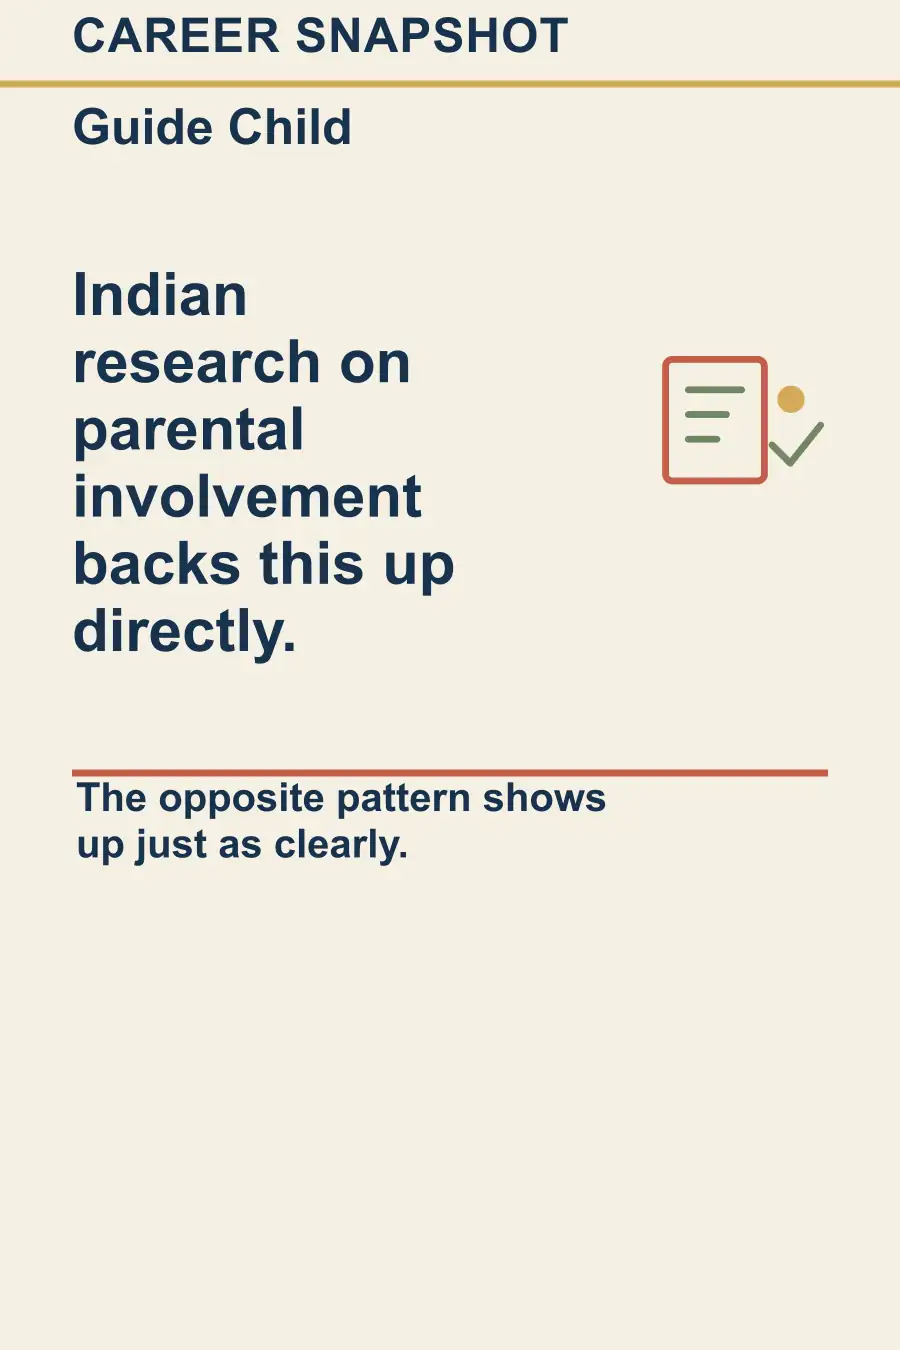 CAREER SNAPSHOT
Guide Child
Indian
research on
parental
involvement
backs this up
directly.
The opposite pattern shows
up just as clearly.